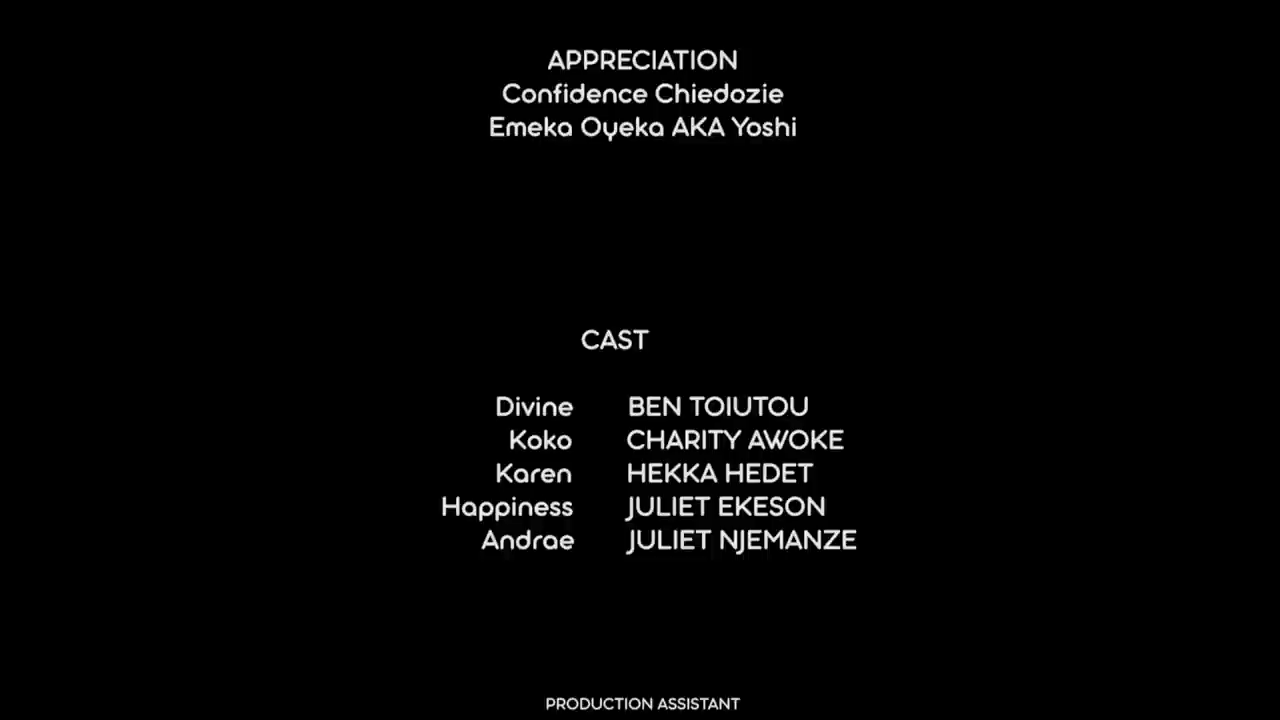 APPRECIATION
Confidence Chiedozie
Emeka Oyeka AKA Yoshi
CAST
Divine BEN TOIUTOU
Koko CHARITY AWOKE
Karen HEKKA HEDET
Happiness JULIET EKESON
Andrae JULIET NJEMANZE
PRODUCTION ASSISTANT